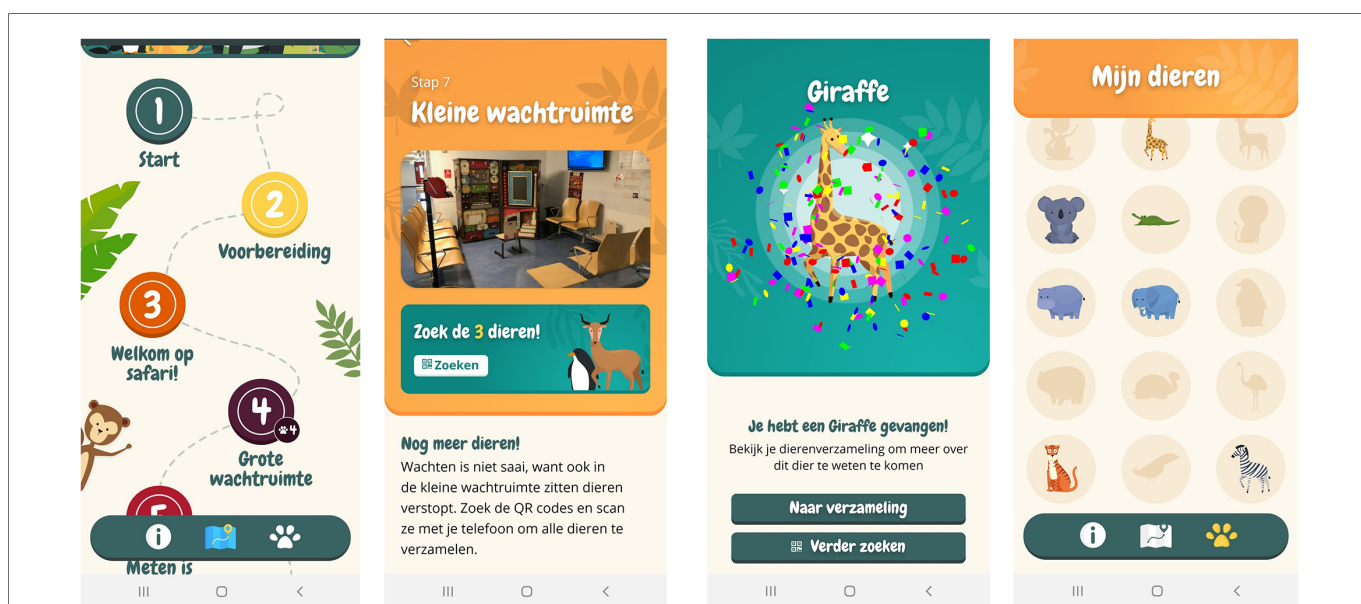 1
Start
2
Voorbereiding
3
Welkom op
safari!
4
4
Grote
wachtruimte
5
Meten is
Stap 7
Kleine wachtruimte
Zoek de 3 dieren!
Zoeken
Nog meer dieren!
Wachten is niet saai, want ook in
de kleine wachtruimte zitten dieren
verstopt. Zoek de QR codes en scan
ze met je telefoon om alle dieren te
verzamelen.
Giraffe
Je hebt een Giraffe gevangen!
Bekijk je dierenverzameling om meer over
dit dier te weten te komen
Naar verzameling
Verder zoeken
Mijn dieren